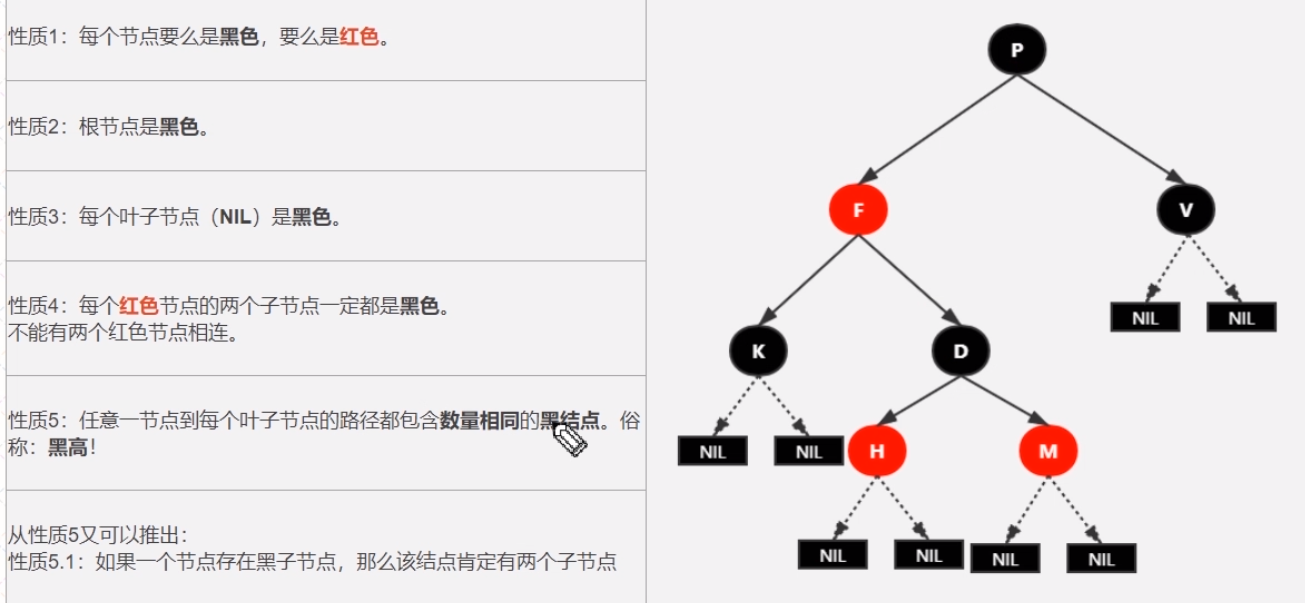 性质1：每个节点要么是黑色，要么是红色。
性质2：根节点是黑色。
性质3：每个叶子节点（NIL）是黑色。
性质4：每个红色节点的两个子节点一定都是黑色。
不能有两个红色节点相连。
性质5：任意一节点到每个叶子节点的路径都包含数量相同的黑结点。俗
称：黑高！
从性质5又可以推出：
性质5.1：如果一个节点存在黑子节点，那么该结点肯定有两个子节点
P
F
V
NIL
NIL
K
D
NIL
NIL
H
M
NIL
NIL
NIL
NIL